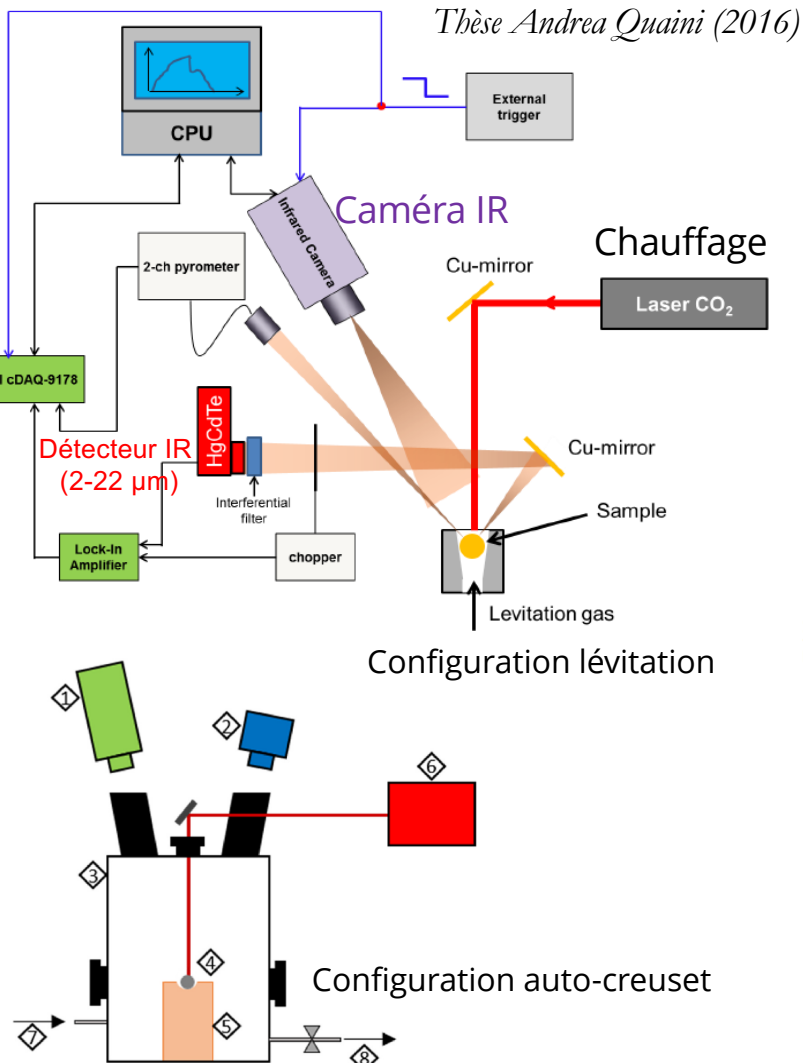 Thèse Andrea Quaini (2016)
CPU
External
trigger
Infrared Camera
Caméra IR
Chauffage
2-ch pyrometer
Cu-mirror
Laser CO₂
I cDAQ-9178
HgCdTe
Détecteur IR
(2-22 µm)
Cu-mirror
Interferential
filter
Sample
Lock-In
Amplifier
chopper
Levitation gas
Configuration lévitation
1
2
6
3
4
Configuration auto-creuset
5
7
8